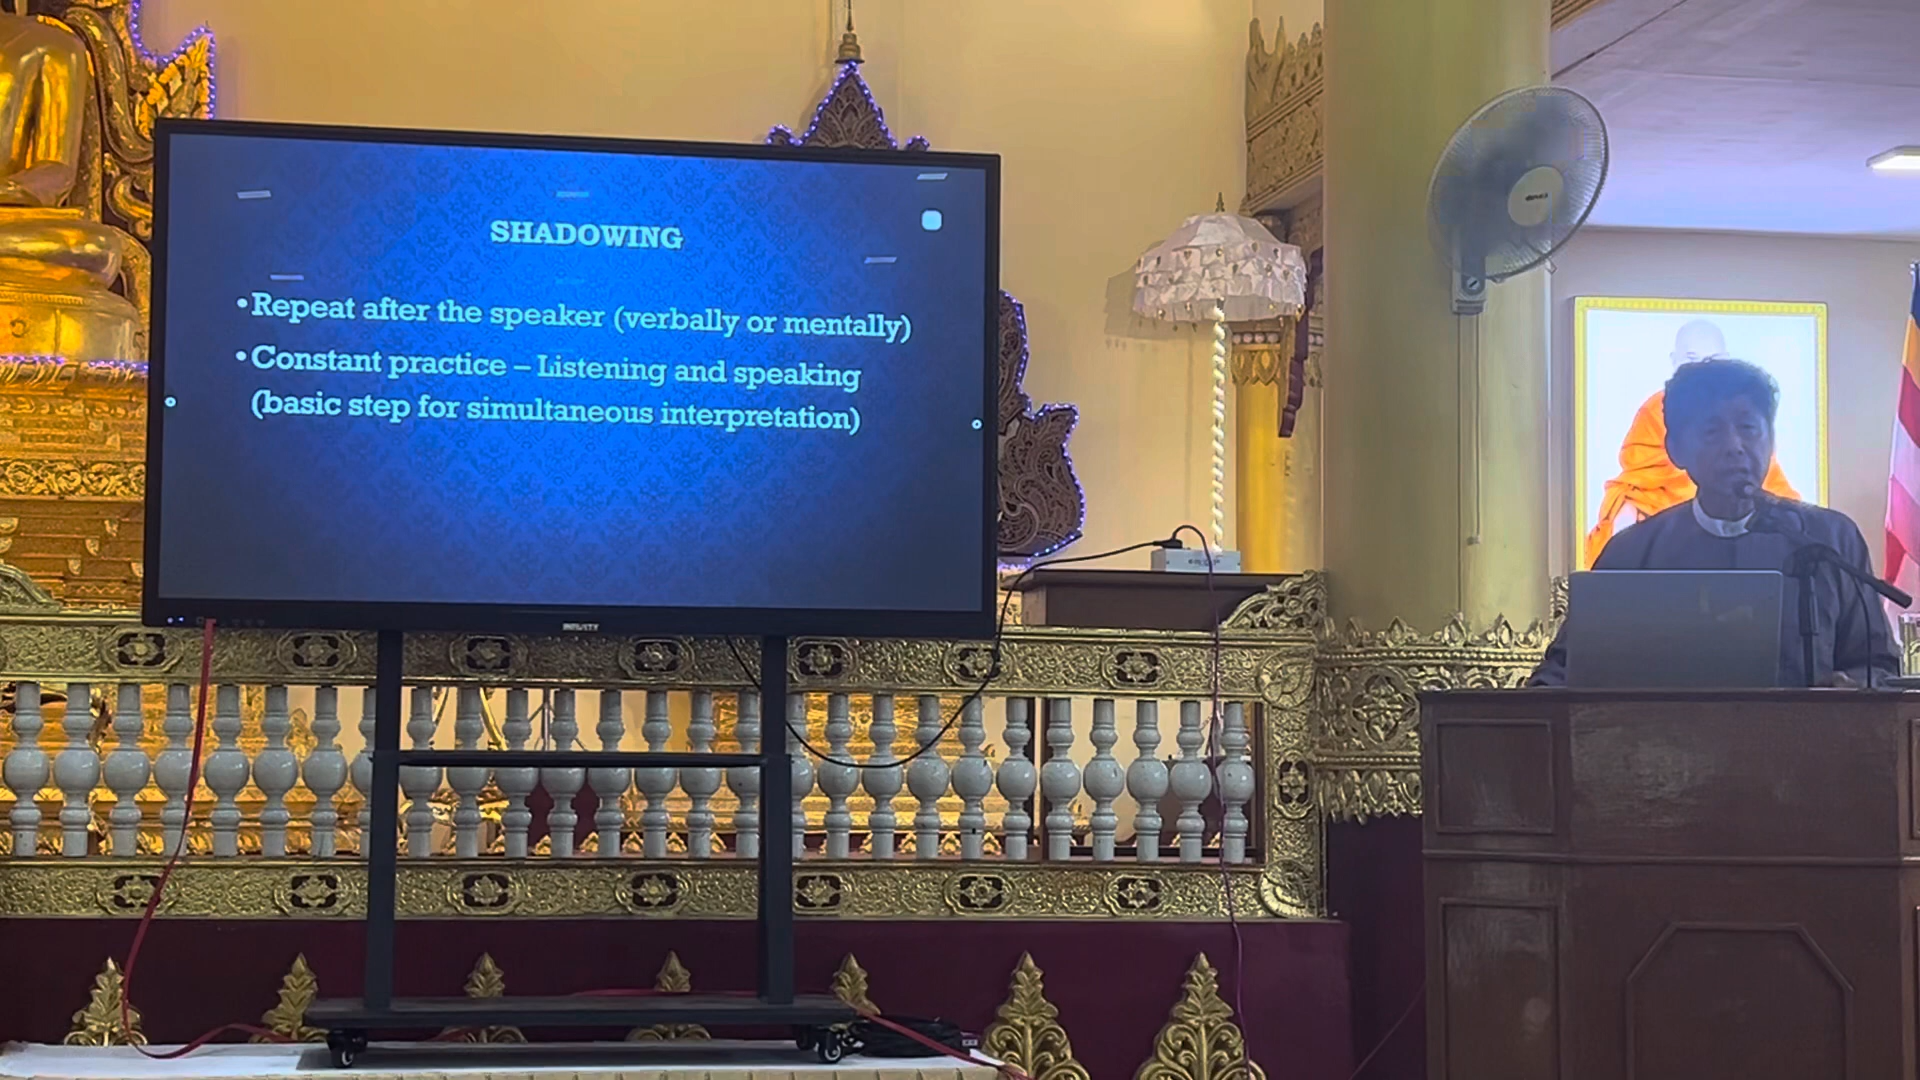 SHADOWING
•Repeat after the speaker (verbally or mentally)
•Constant practice – Listening and speaking
(basic step for simultaneous interpretation)